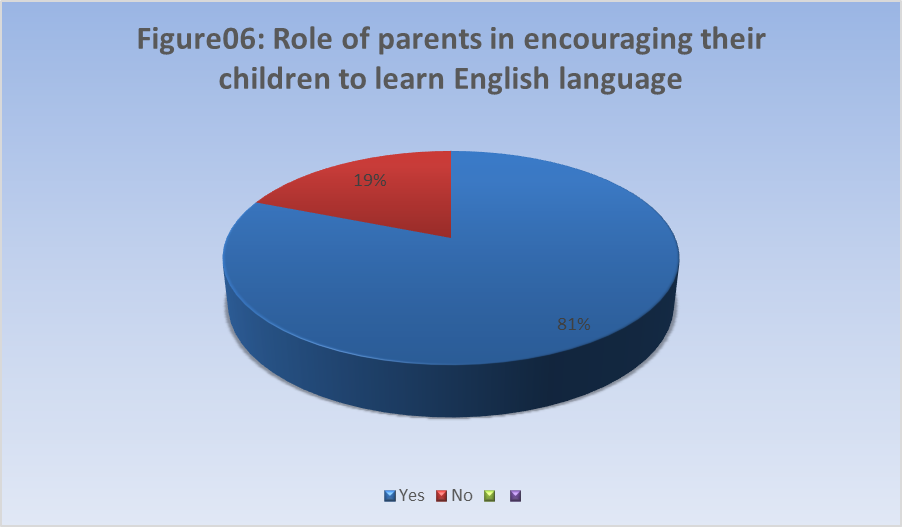 Figure06: Role of parents in encouraging their
children to learn English language
19%
81%
Yes No